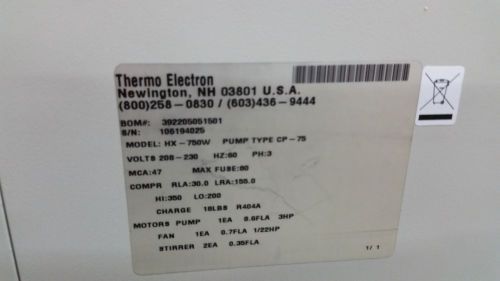 Thermo Electron
Newington, NH 03801 U.S.A.
(800)258-0830 / (603)436-9444
BOM#: 392205051501
S/N: 106194025
MODEL: HX-750W PUMP TYPE CP-75
VOLTS 208-230 HZ:60 PH:3
MCA:47 MAX FUSE:80
COMPR RLA:30.0 LRA:155.0
HI:350 LO:200
CHARGE 18LBS R404A
MOTORS PUMP 1EA 8.6FLA 3HP
FAN 1EA 0.7FLA 1/22HP
STIRRER 2EA 0.35FLA
1/ 1